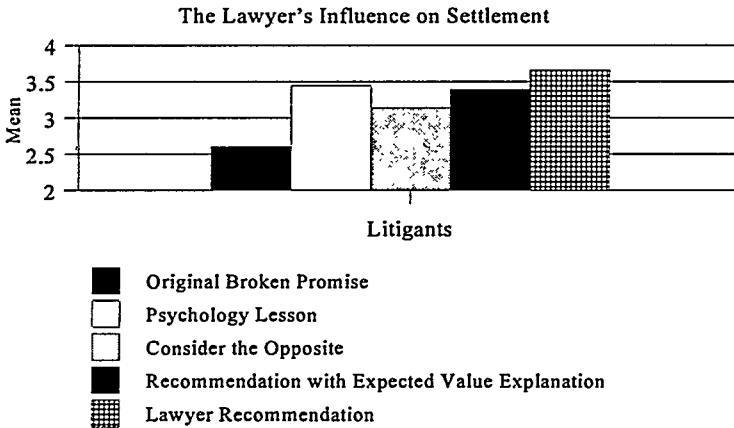 The Lawyer's Influence on Settlement
4
3.5
3
2.5
2
Mean
Litigants
Original Broken Promise
Psychology Lesson
Consider the Opposite
Recommendation with Expected Value Explanation
Lawyer Recommendation